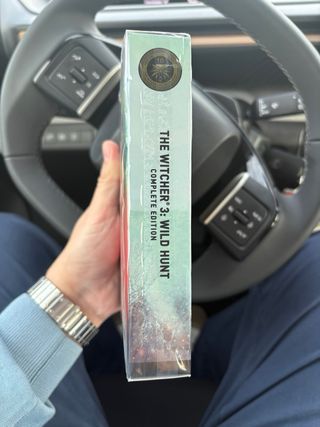 THE WITCHER® 3: WILD HUNT
COMPLETE EDITION